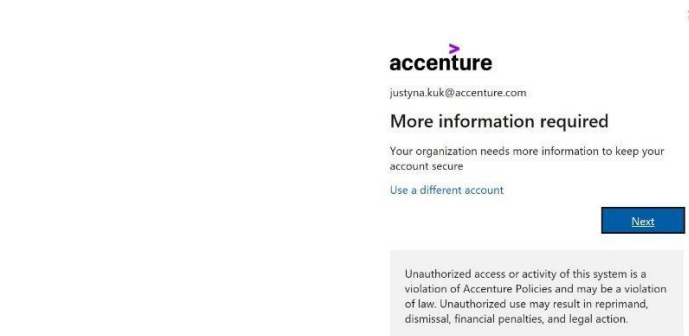 accenture
justyna.kuk@accenture.com
More information required
Your organization needs more information to keep your
account secure
Use a different account
Next
Unauthorized access or activity of this system is a
violation of Accenture Policies and may be a violation
of law. Unauthorized use may result in reprimand,
dismissal, financial penalties, and legal action.